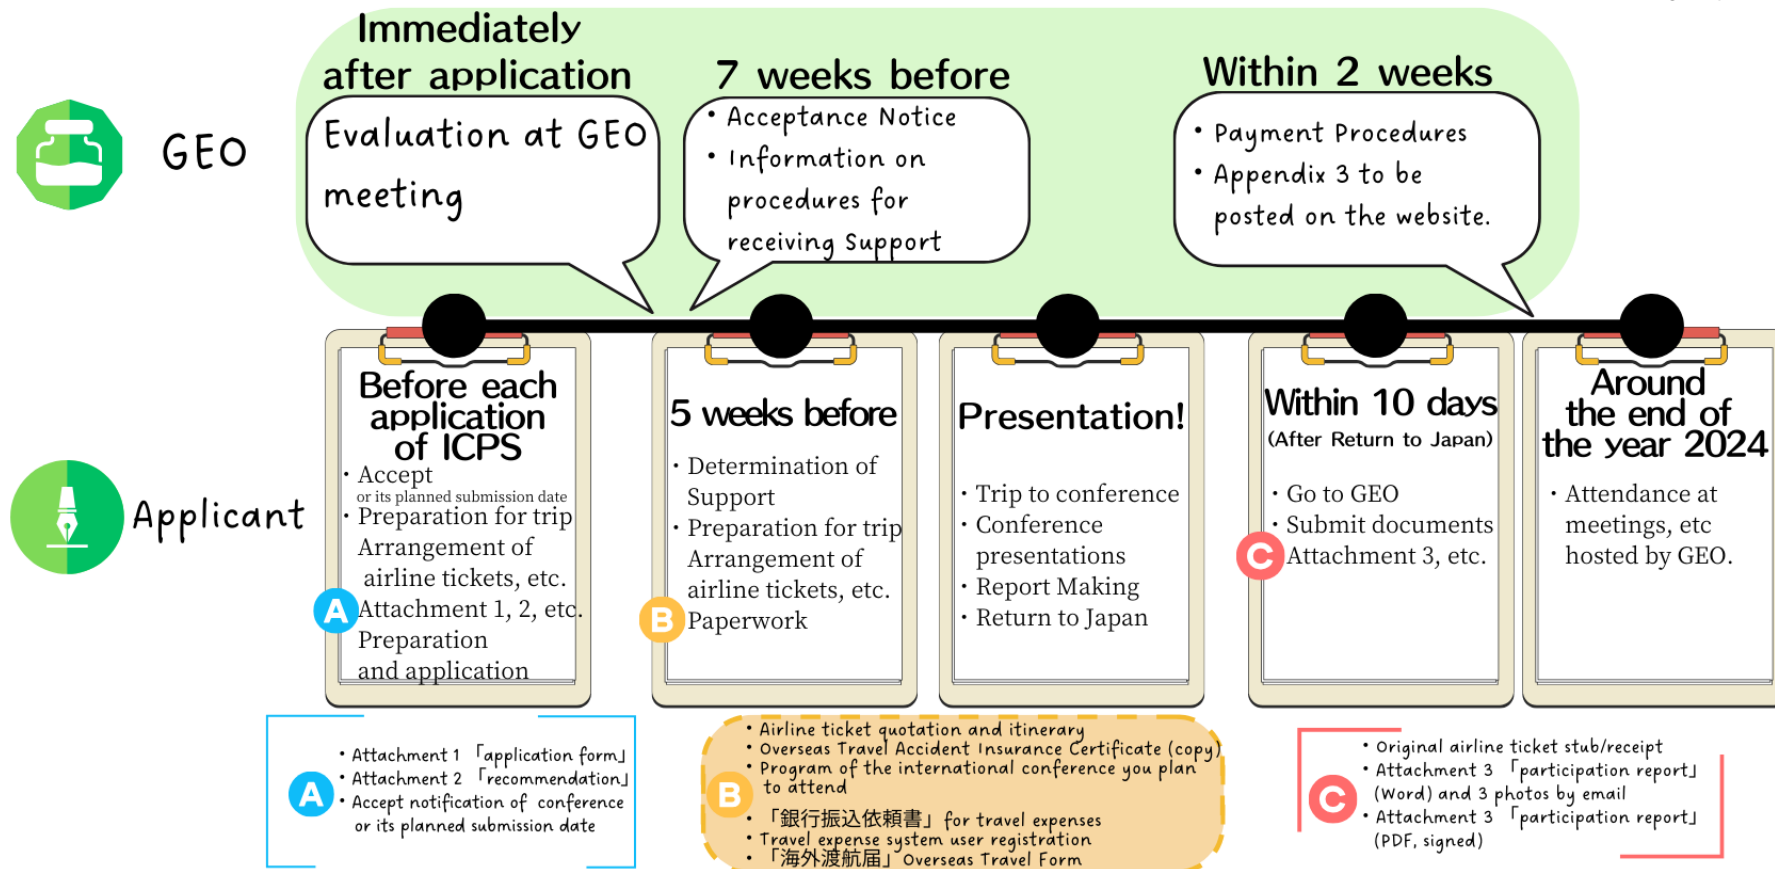 Immediately
after application
7 weeks before
Within 2 weeks
GEO
Evaluation at GEO
meeting
• Acceptance Notice
• Information on
procedures for
receiving Support
• Payment Procedures
• Appendix 3 to be
posted on the website.
Applicant
Before each
application
of ICPS
・Accept
or its planned submission date
・Preparation for trip
Arrangement of
airline tickets, etc.
A Attachment 1, 2, etc.
Preparation
and application
5 weeks before
・Determination of
Support
・Preparation for trip
Arrangement of
airline tickets, etc.
B Paperwork
Presentation!
・Trip to conference
・Conference
presentations
・Report Making
・Return to Japan
Within 10 days
(After Return to Japan)
・Go to GEO
・Submit documents
C Attachment 3, etc.
Around
the end of
the year 2024
・Attendance at
meetings, etc
hosted by GEO.
A
• Attachment 1 「application form」
• Attachment 2 「recommendation」
• Accept notification of conference
or its planned submission date
B
• Airline ticket quotation and itinerary
• Overseas Travel Accident Insurance Certificate (copy)
• Program of the international conference you plan
to attend
• 「銀行振込依頼書」for travel expenses
• Travel expense system user registration
• 「海外渡航届」Overseas Travel Form
C
• Original airline ticket stub/receipt
• Attachment 3 「participation report」
(Word) and 3 photos by email
• Attachment 3 「participation report」
(PDF, signed)